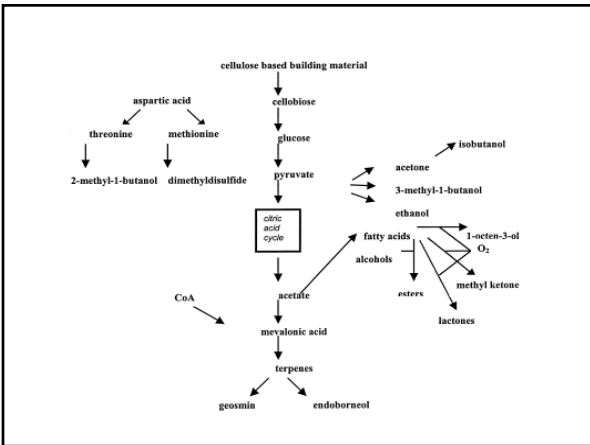 cellulose based building material
aspartic acid
cellobiose
threonine
methionine
glucose
isobutanol
2-methyl-1-butanol
dimethyldisulfide
pyruvate
acetone
3-methyl-1-butanol
ethanol
citric
acid
cycle
fatty acids
1-octen-3-ol
O2
alcohols
methyl ketone
CoA
acetate
esters
lactones
mevalonic acid
terpenes
geosmin
endoborneol